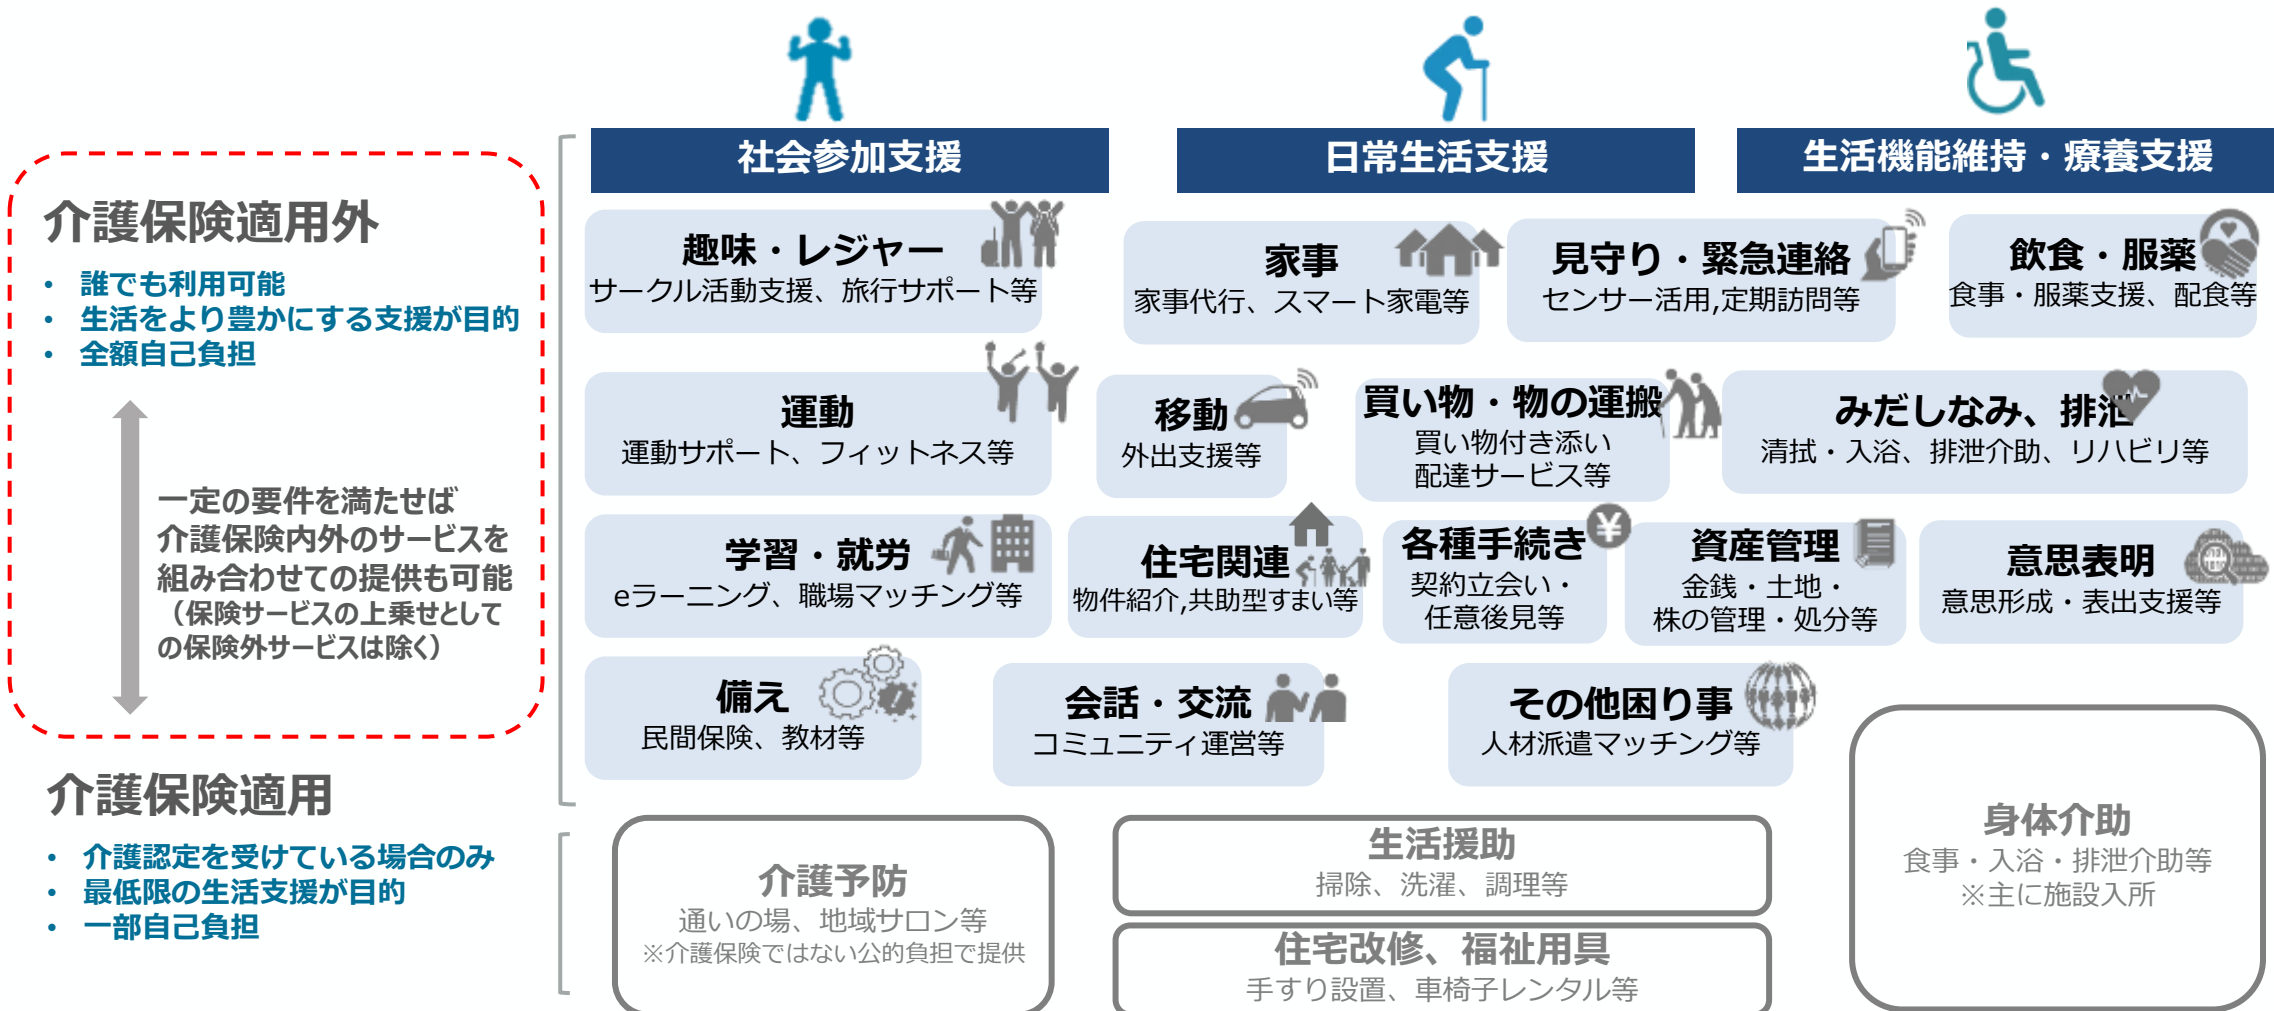 社会参加支援
日常生活支援
生活機能維持・療養支援
介護保険適用外
• 誰でも利用可能
• 生活をより豊かにする支援が目的
• 全額自己負担
一定の要件を満たせば
介護保険内外のサービスを
組み合わせての提供も可能
（保険サービスの上乗せとして
の保険外サービスは除く）
介護保険適用
• 介護認定を受けている場合のみ
• 最低限の生活支援が目的
• 一部自己負担
趣味・レジャー
サークル活動支援、旅行サポート等
家事
家事代行、スマート家電等
見守り・緊急連絡
センサー活用,定期訪問等
飲食・服薬
食事・服薬支援、配食等
運動
運動サポート、フィットネス等
移動
外出支援等
買い物・物の運搬
買い物付き添い
配達サービス等
みだしなみ、排泄
清拭・入浴、排泄介助、リハビリ等
学習・就労
eラーニング、職場マッチング等
住宅関連
物件紹介,共助型すまい等
各種手続き
契約立会い・
任意後見等
資産管理
金銭・土地・
株の管理・処分等
意思表明
意思形成・表出支援等
備え
民間保険、教材等
会話・交流
コミュニティ運営等
その他困り事
人材派遣マッチング等
介護予防
通いの場、地域サロン等
※介護保険ではない公的負担で提供
生活援助
掃除、洗濯、調理等
住宅改修、福祉用具
手すり設置、車椅子レンタル等
身体介助
食事・入浴・排泄介助等
※主に施設入所